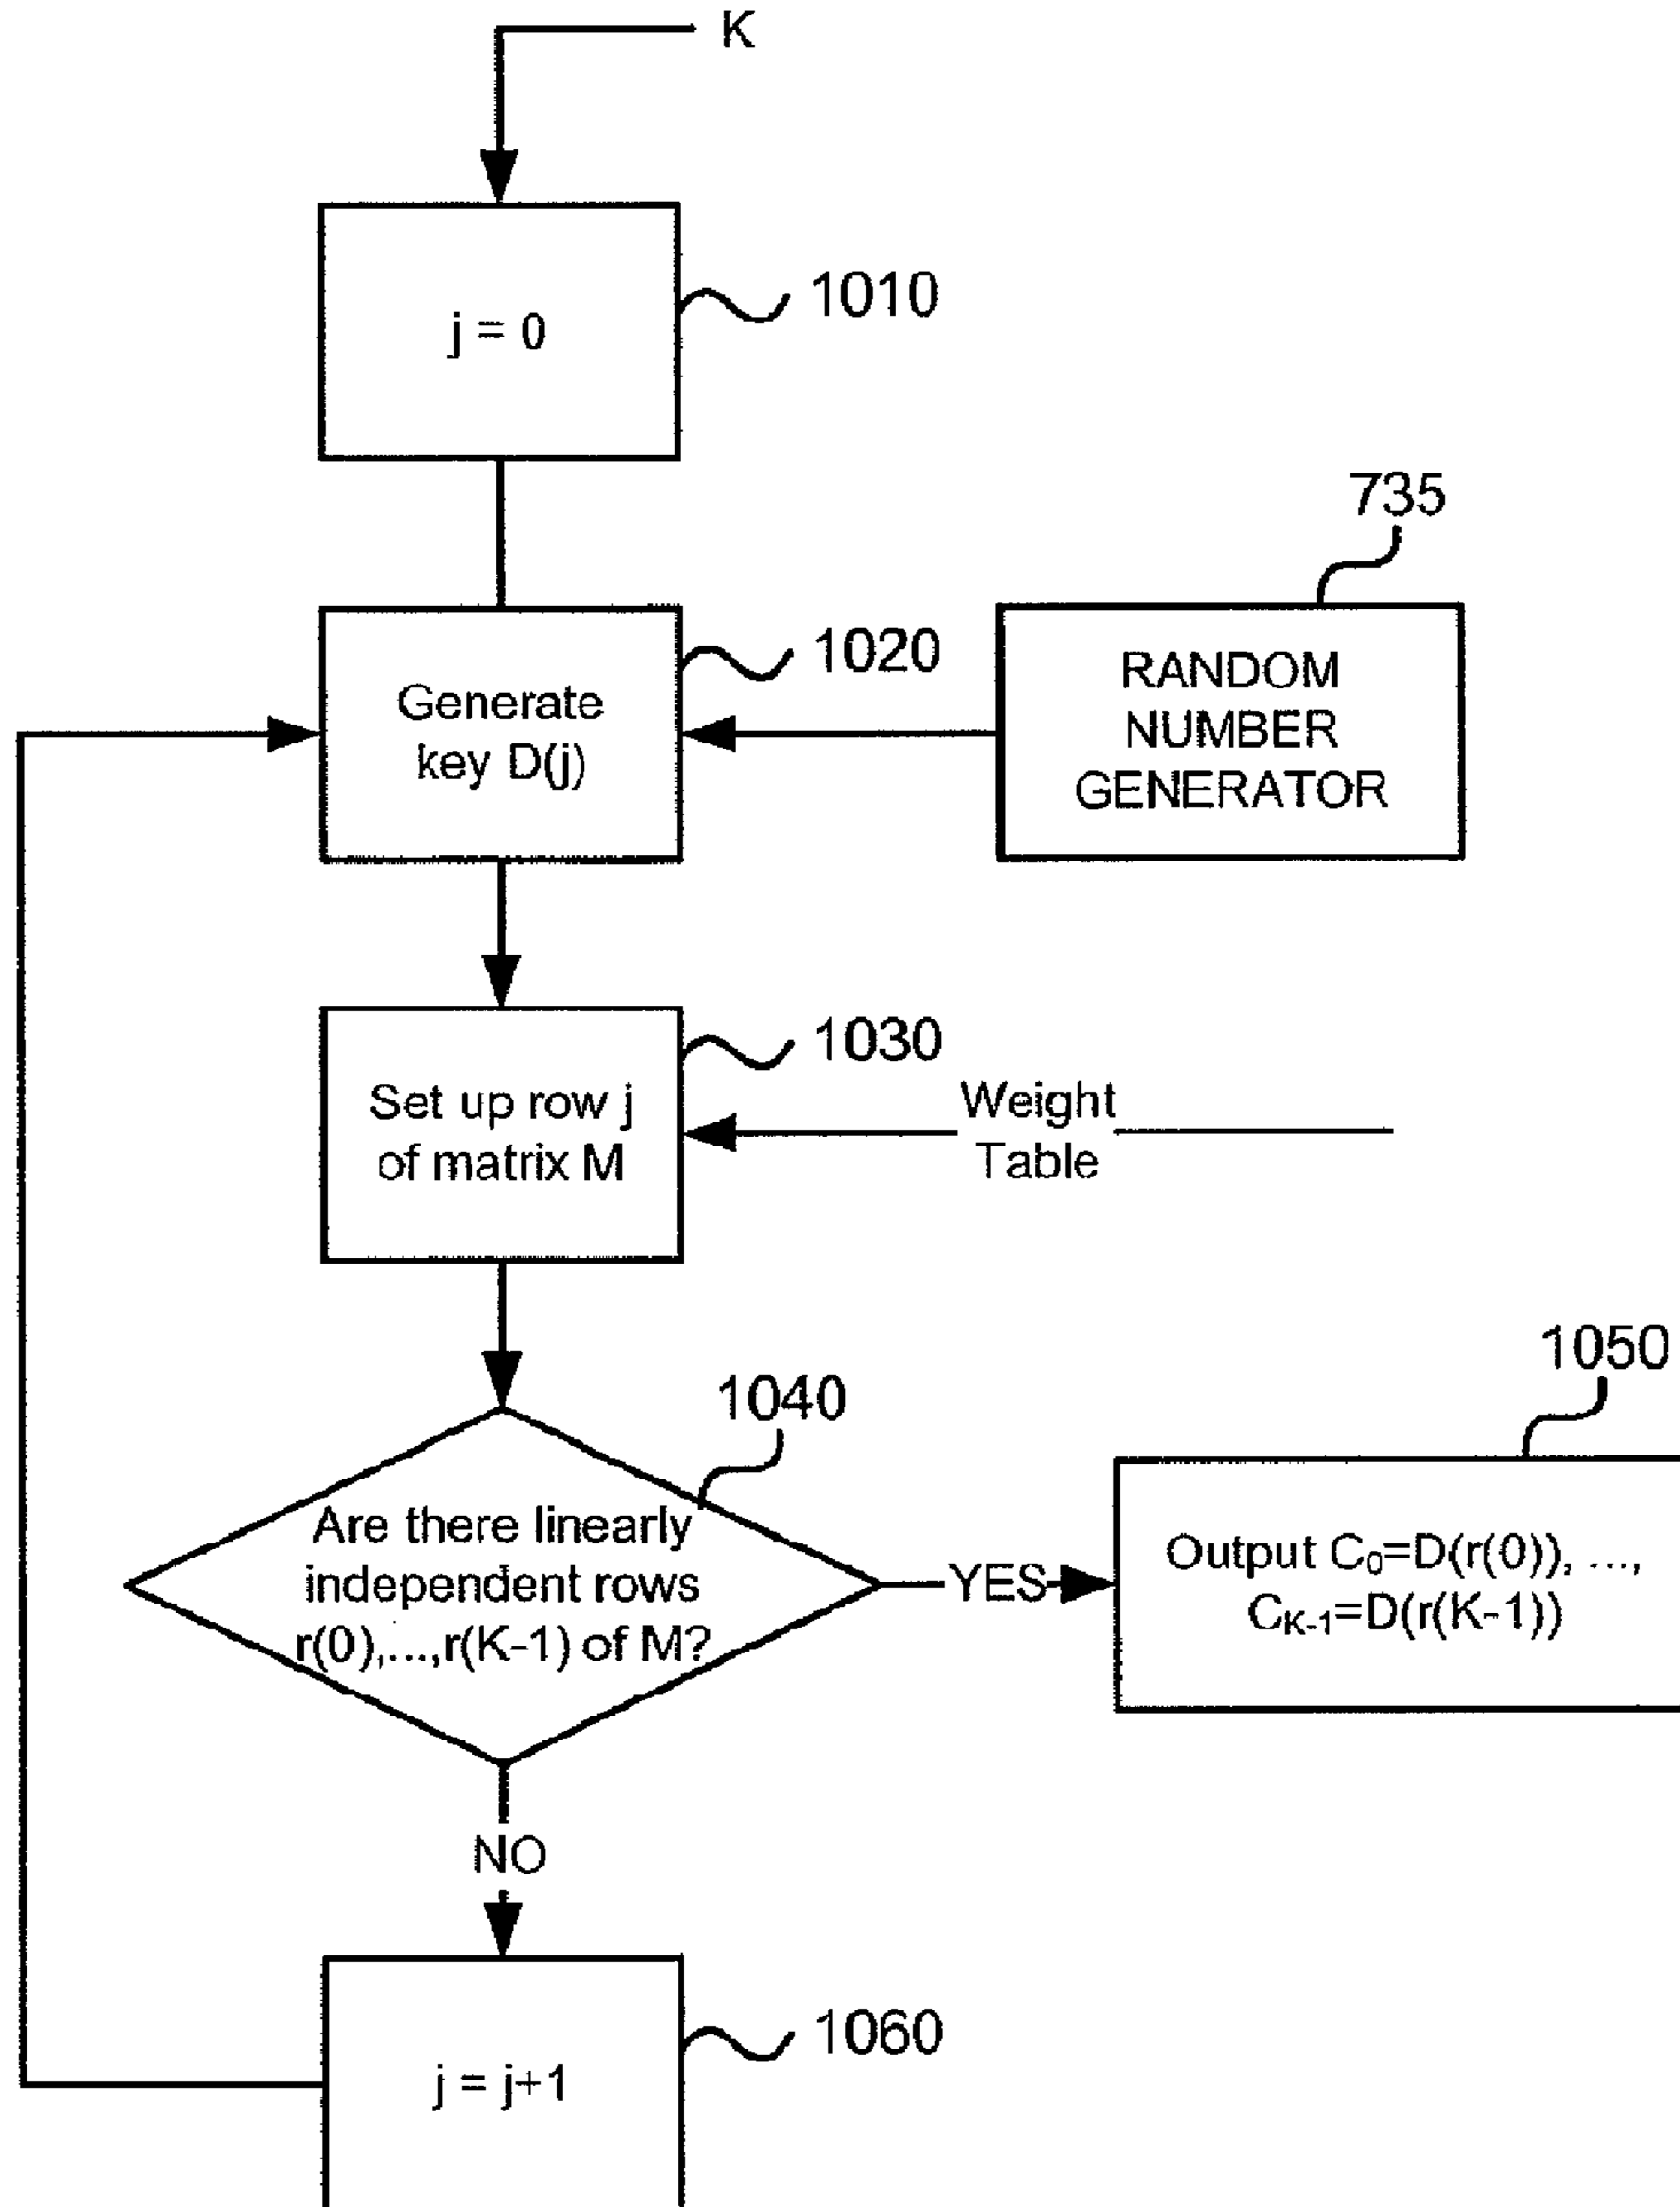 K
1010
j = 0
735
1020
Generate
key D(j)
RANDOM
NUMBER
GENERATOR
1030
Set up row j
of matrix M
Weight
Table
1040
Are there linearly
independent rows
r(0),...,r(K-1) of M?
YES
1050
Output C₀=D(r(0)), ...,
C_{K-1}=D(r(K-1))
NO
1060
j = j+1